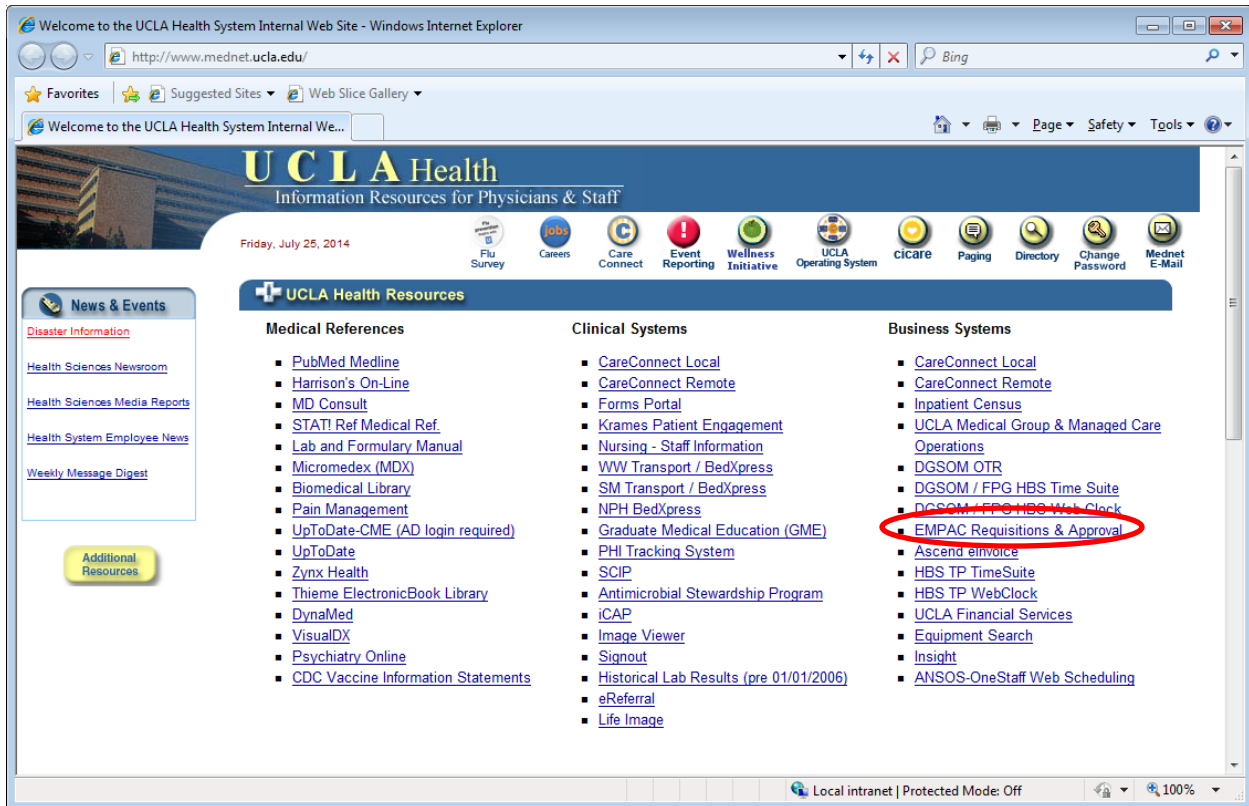 Welcome to the UCLA Health System Internal Web Site - Windows Internet Explorer
http://www.mednet.ucla.edu/
Bing
Favorites
Suggested Sites
Web Slice Gallery
Welcome to the UCLA Health System Internal We...
Page
Safety
Tools
UCLA Health
Information Resources for Physicians & Staff
Friday, July 25, 2014
Flu Survey
jobs
Careers
Care Connect
Event Reporting
Wellness Initiative
UCLA Operating System
cicare
Paging
Directory
Change Password
Mednet E-Mail
News & Events
Disaster Information
Health Sciences Newsroom
Health Sciences Media Reports
Health System Employee News
Weekly Message Digest
Additional
Resources
UCLA Health Resources
Medical References
PubMed Medline
Harrison's On-Line
MD Consult
STAT! Ref Medical Ref.
Lab and Formulary Manual
Micromedex (MDX)
Biomedical Library
Pain Management
UpToDate-CME (AD login required)
UpToDate
Zynx Health
Thieme ElectronicBook Library
DynaMed
VisualDX
Psychiatry Online
CDC Vaccine Information Statements
Clinical Systems
CareConnect Local
CareConnect Remote
Forms Portal
Krames Patient Engagement
Nursing - Staff Information
WW Transport / BedXpress
SM Transport / BedXpress
NPH BedXpress
Graduate Medical Education (GME)
PHI Tracking System
SCIP
Antimicrobial Stewardship Program
iCAP
Image Viewer
Signout
Historical Lab Results (pre 01/01/2006)
eReferral
Life Image
Business Systems
CareConnect Local
CareConnect Remote
Inpatient Census
UCLA Medical Group & Managed Care
Operations
DGSOM OTR
DGSOM / FPG HBS Time Suite
DGSOM / FPG HBS Web Clock
EMPAC Requisitions & Approval
Ascend eInvoice
HBS TP TimeSuite
HBS TP WebClock
UCLA Financial Services
Equipment Search
Insight
ANSOS-OneStaff Web Scheduling
Local intranet | Protected Mode: Off
100%